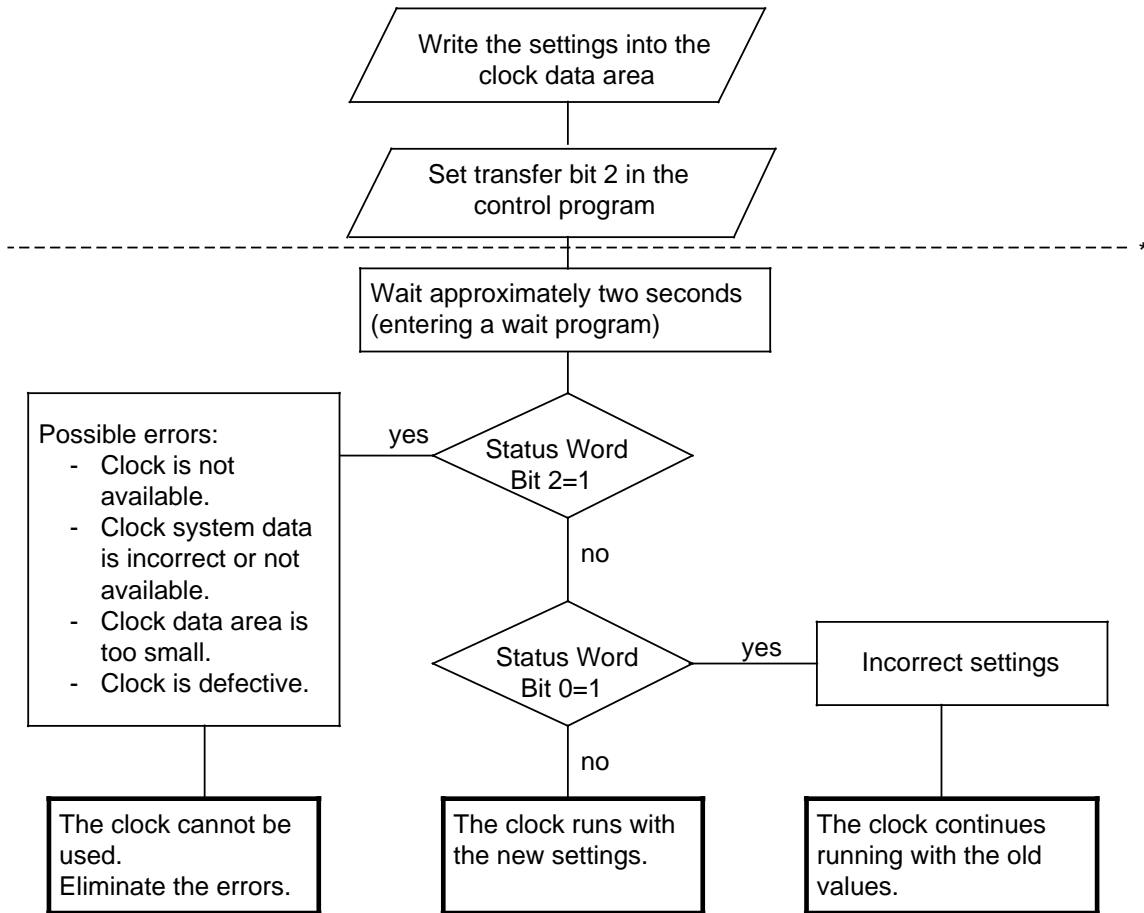 Write the settings into the
clock data area
Set transfer bit 2 in the
control program
*
Wait approximately two seconds
(entering a wait program)
Possible errors:
- Clock is not
available.
- Clock system data
is incorrect or not
available.
- Clock data area is
too small.
- Clock is defective.
yes
Status Word
Bit 2=1
no
Status Word
Bit 0=1
yes
Incorrect settings
no
The clock cannot be
used.
Eliminate the errors.
The clock runs with
the new settings.
The clock continues
running with the old
values.